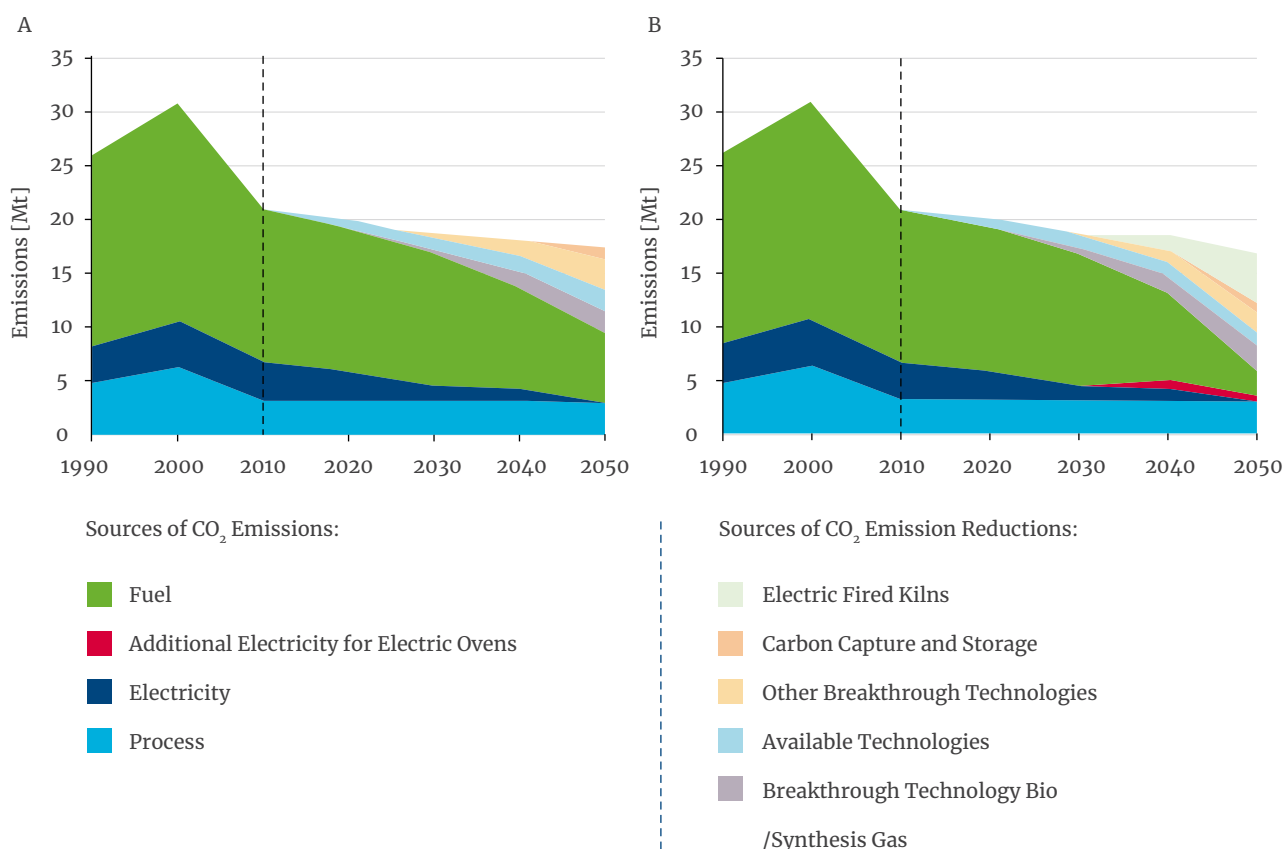 A
Emissions [Mt]
35
30
25
20
15
10
5
0
1990 2000 2010 2020 2030 2040 2050
B
Emissions [Mt]
35
30
25
20
15
10
5
0
1990 2000 2010 2020 2030 2040 2050
Sources of CO₂ Emissions:
Fuel
Additional Electricity for Electric Ovens
Electricity
Process
Sources of CO₂ Emission Reductions:
Electric Fired Kilns
Carbon Capture and Storage
Other Breakthrough Technologies
Available Technologies
Breakthrough Technology Bio
/Synthesis Gas